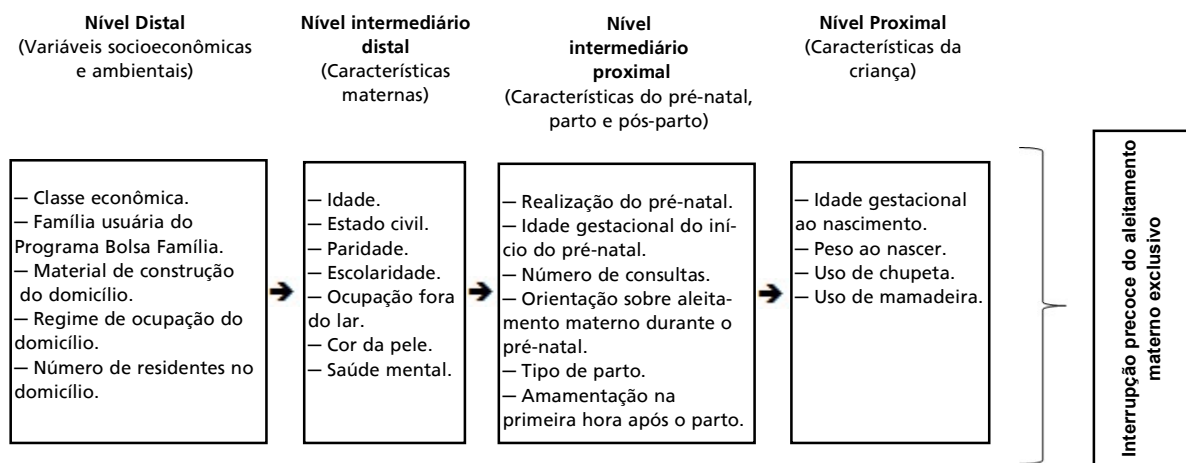 Nível Distal
(Variáveis socioeconômicas
e ambientais)
Nível intermediário
distal
(Características
maternas)
Nível
intermediário
proximal
(Características do pré-natal,
parto e pós-parto)
Nível Proximal
(Características da
criança)
— Classe econômica.
— Família usuária do
Programa Bolsa Família.
— Material de construção
do domicílio.
— Regime de ocupação do
domicílio.
— Número de residentes no
domicílio.
— Idade.
— Estado civil.
— Paridade.
— Escolaridade.
— Ocupação fora
do lar.
— Cor da pele.
— Saúde mental.
— Realização do pré-natal.
— Idade gestacional do iní-
cio do pré-natal.
— Número de consultas.
— Orientação sobre aleita-
mento materno durante o
pré-natal.
— Tipo de parto.
— Amamentação na
primeira hora após o parto.
— Idade gestacional
ao nascimento.
— Peso ao nascer.
— Uso de chupeta.
— Uso de mamadeira.
Interrupção precoce do aleitamento
materno exclusivo